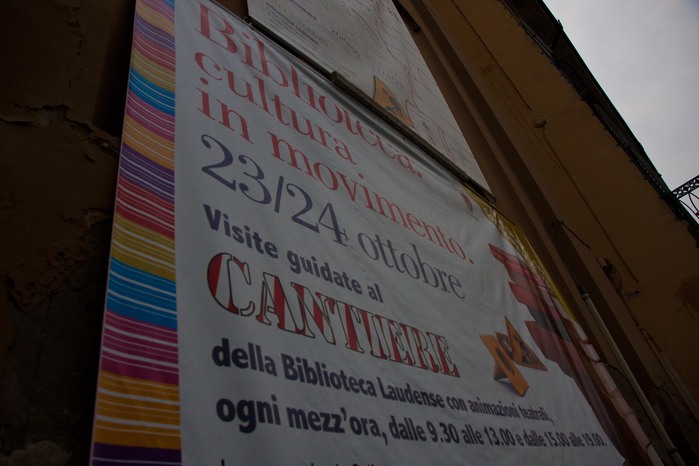 Biblioteca.
cultura
in movimento.
23/24 ottobre
Visite guidate al
CANTIERE
della Biblioteca Laudense con animazioni teatrali,
ogni mezz'ora, dalle 9.30 alle 13.00 e dalle 15.00 alle 19.00.